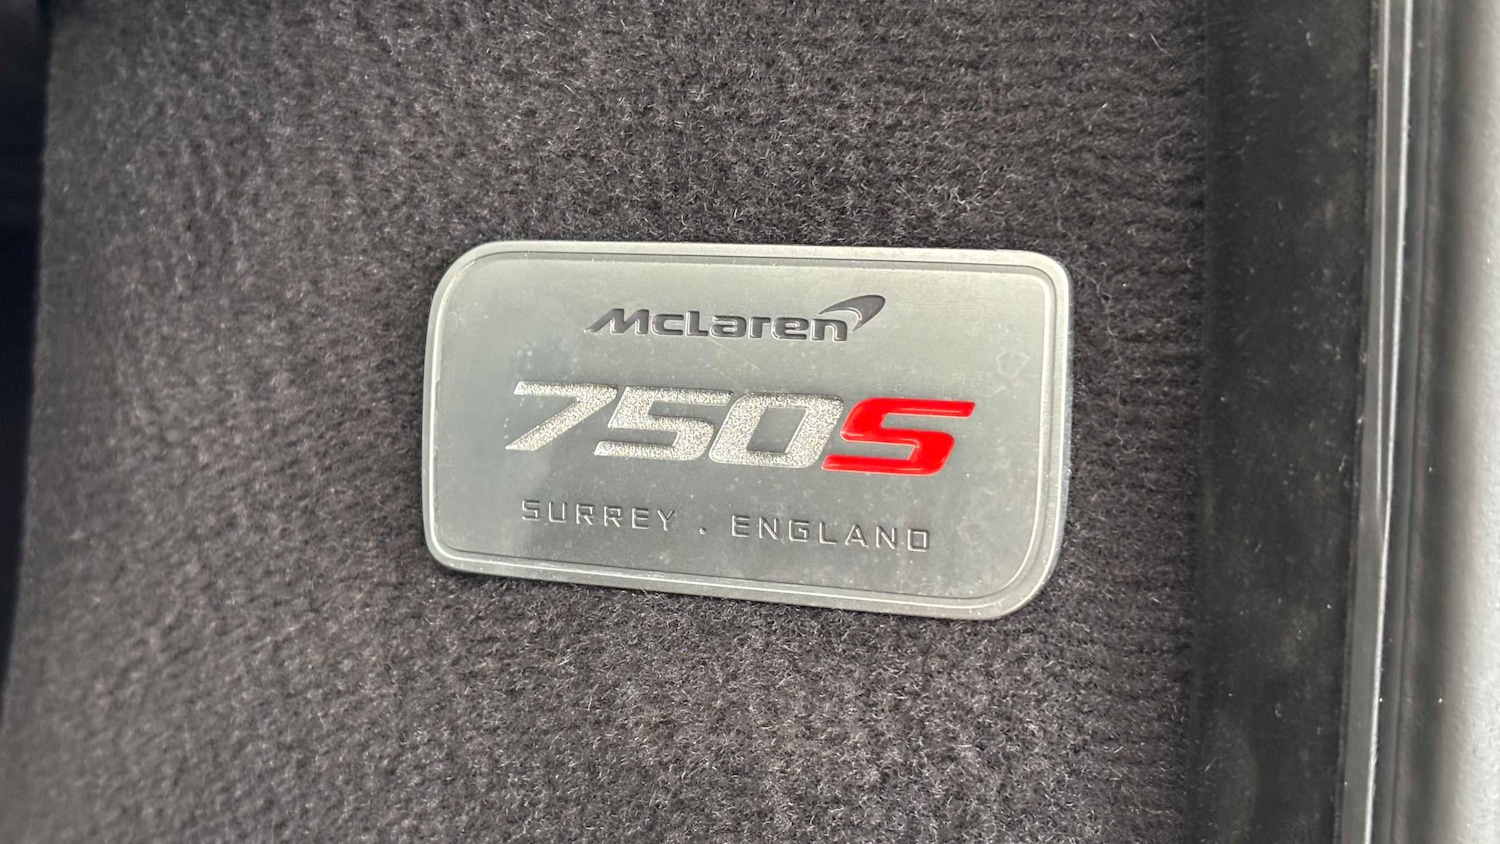 McLaren
750S
SURREY . ENGLAND